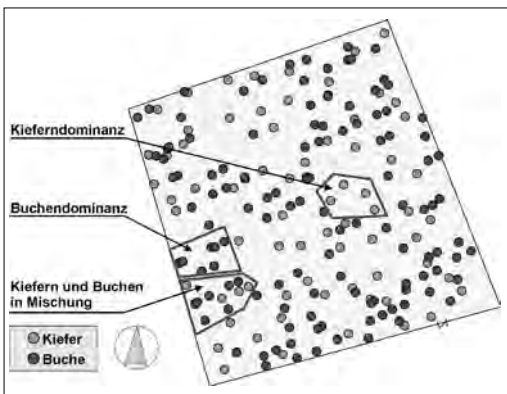 Kieferndominanz
Buchendominanz
Kiefern und Buchen
in Mischung
Kiefer
Buche